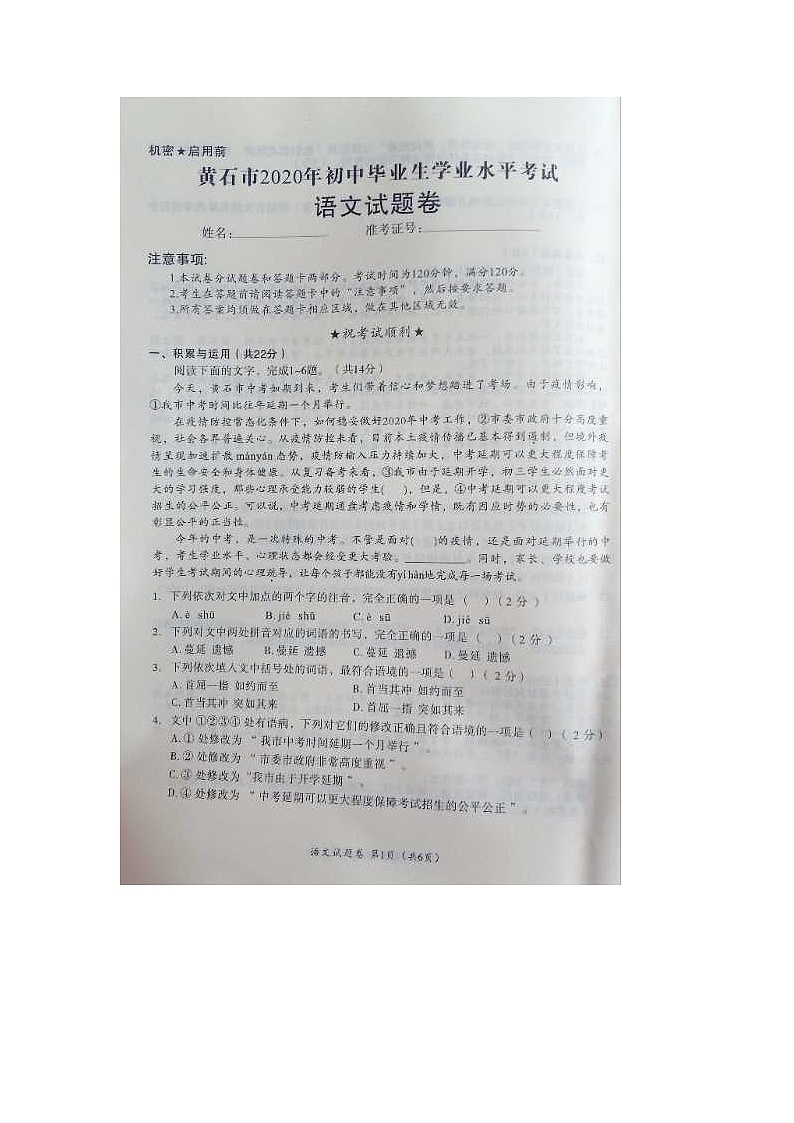 机密★启用前
黄石市2020年初中毕业生学业水平考试
语文试题卷
姓名: 准考证号:
注意事项:
1.本试卷分试题卷和答题卡两部分。考试时间为120分钟，满分120分。
2.考生在答题前请阅读答题卡中的“注意事项”，然后按要求答题。
3.所有答案均须做在答题卡相应区域，做在其他区域无效。
★祝考试顺利★
一、积累与运用（共22分）
阅读下面的文字，完成1~6题。（共14分）
今天，黄石市中考如期到来，考生们带着信心和梦想踏进了考场。由于疫情影响，
①我市中考时间比往年延期一个月举行。
在疫情防控常态化条件下，如何稳妥做好2020年中考工作，②市委市政府十分高度重
视，社会各界普遍关心。从疫情防控来看，目前本土疫情传播已基本得到遏制，但境外疫
情呈现加速扩散mányán态势，疫情防输入压力持续加大，中考延期可以更大程度保障考
生的生命安全和身体健康。从复习备考来看，③我市由于延期开学，初三学生必然面对更
大的学习强度，那些心理承受能力较弱的学生(　)，但是，④中考延期可以更大程度考试
招生的公平公正。可以说，中考延期通盘考虑疫情和学情，既有因应时势的必要性，也有
彰显公平的正当性。
今年的中考，是一次特殊的中考。不管是面对(　)的疫情，还是面对延期举行的中
考，考生学业水平、心理状态都会经受更大考验。__________。同时，家长、学校也要做
好学生考试期间的心理疏导，让每个孩子都能没有yí hàn地完成每一场考试。
1. 下列依次对文中加点的两个字的注音，完全正确的一项是（　）（2分）
A. è shū B. jiē shū C. è sū D. jiē sū
2. 下列对文中两处拼音对应的词语的书写，完全正确的一项是（　）（2分）
A.蔓延 遗憾 B.蔓廷 遗憾 C.蔓延 遣憾 D.蔓廷 遗憾
3. 下列依次填入文中括号处的词语，最符合语境的一项是（　）（2分）
A.首屈一指 如约而至 B.首当其冲 如约而至
C.首当其冲 突如其来 D.首屈一指 突如其来
4. 文中 ①②③④ 处有语病，下列对它们的修改正确且符合语境的一项是（　）（2分）
A.① 处修改为 “我市中考时间延期一个月举行”。
B.② 处修改为 “市委市政府非常高度重视”。
C.③ 处修改为“我市由于开学延期”。
D.④ 处修改为 “中考延期可以更大程度保障考试招生的公平公正”。
语文试题卷 第1页（共6页）